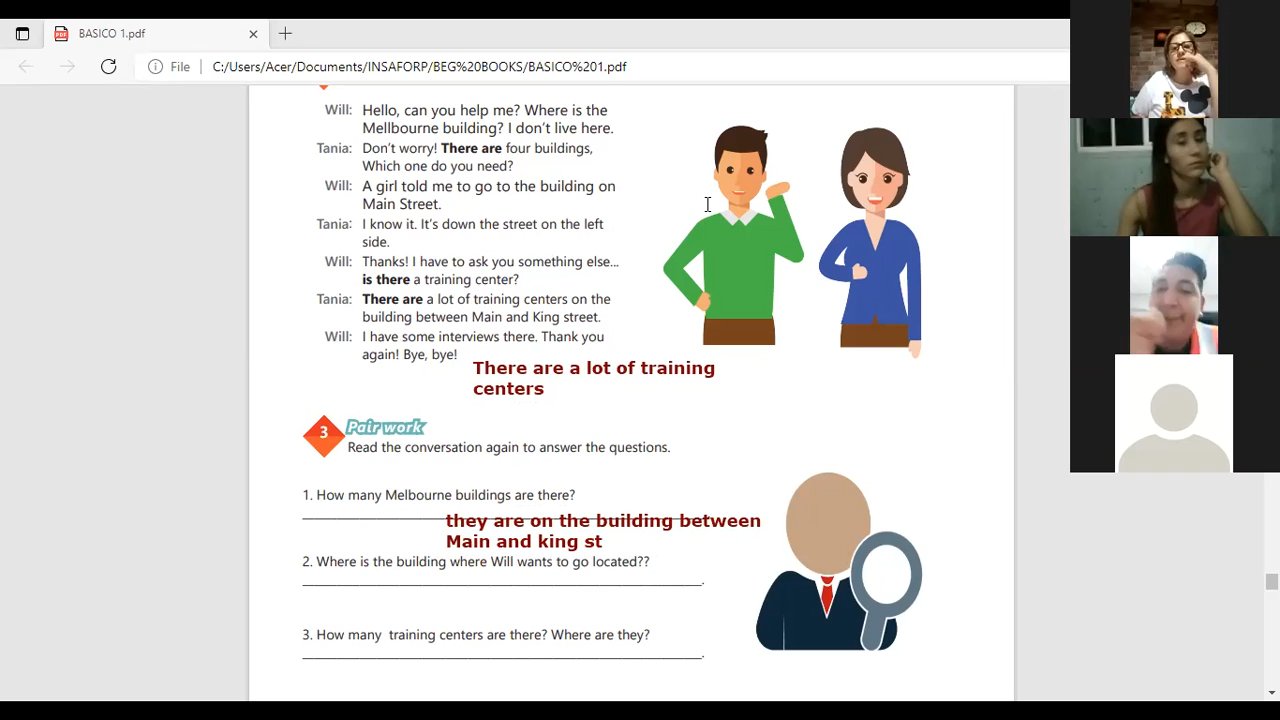 BASICO 1.pdf
File C:/Users/Acer/Documents/INSAFORP/BEG%20BOOKS/BASICO%201.pdf
Will: Hello, can you help me? Where is the
Mellbourne building? I don't live here.
Tania: Don't worry! There are four buildings,
Which one do you need?
Will: A girl told me to go to the building on
Main Street.
Tania: I know it. It's down the street on the left
side.
Will: Thanks! I have to ask you something else...
is there a training center?
Tania: There are a lot of training centers on the
building between Main and King street.
Will: I have some interviews there. Thank you
again! Bye, bye!
There are a lot of training
centers
3 Pair work
Read the conversation again to answer the questions.
1. How many Melbourne buildings are there?
they are on the building between
Main and king st
2. Where is the building where Will wants to go located??
3. How many training centers are there? Where are they?